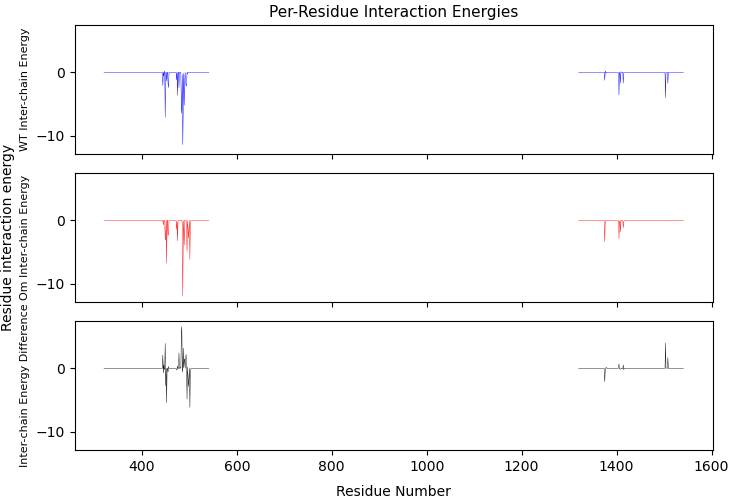 Per-Residue Interaction Energies
Residue interaction energy
WT Inter-chain Energy
0
−10
Om Inter-chain Energy
0
−10
Inter-chain Energy Difference
0
−10
400 600 800 1000 1200 1400 1600
Residue Number